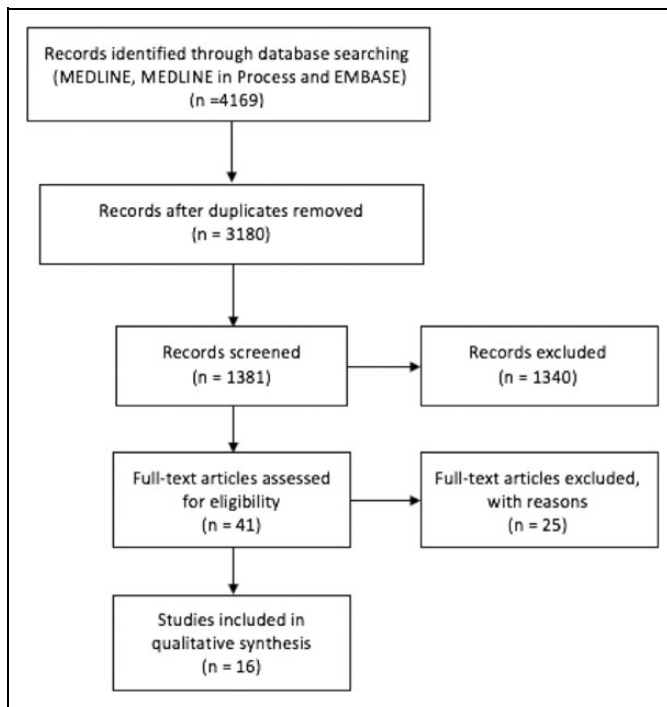 Records identified through database searching
(MEDLINE, MEDLINE in Process and EMBASE)
(n =4169)
Records after duplicates removed
(n = 3180)
Records screened
(n = 1381)
Records excluded
(n = 1340)
Full-text articles assessed
for eligibility
(n = 41)
Full-text articles excluded,
with reasons
(n = 25)
Studies included in
qualitative synthesis
(n = 16)